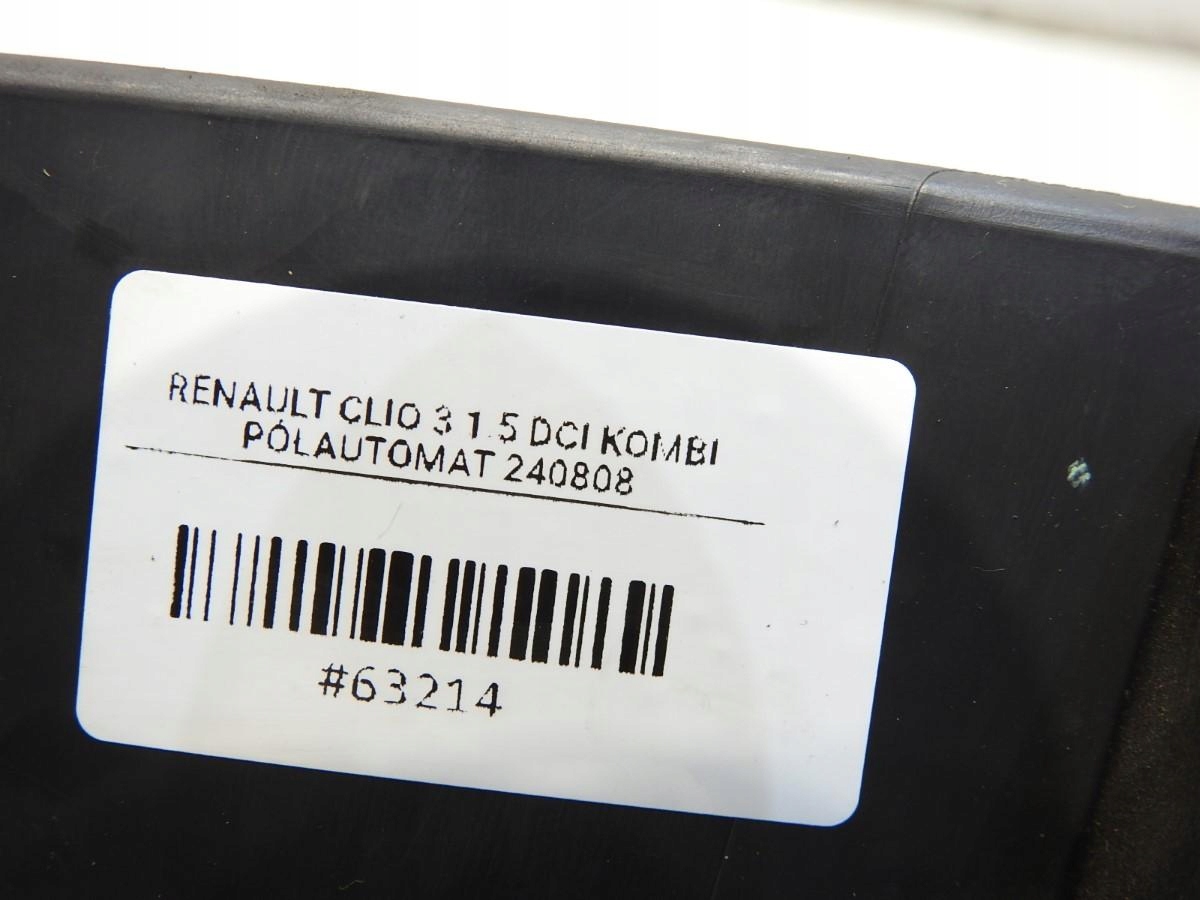 RENAULT CLIO 3 1.5 DCI KOMBI
PÓŁAUTOMAT 240808
#63214